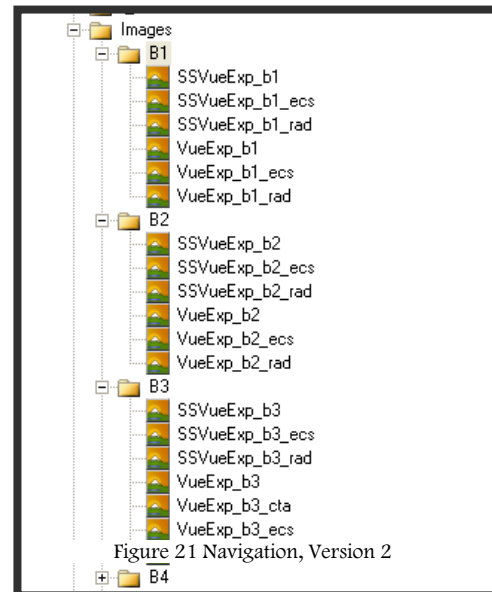 Images
B1
SSVueExp_b1
SSVueExp_b1_ecs
SSVueExp_b1_rad
VueExp_b1
VueExp_b1_ecs
VueExp_b1_rad
B2
SSVueExp_b2
SSVueExp_b2_ecs
SSVueExp_b2_rad
VueExp_b2
VueExp_b2_ecs
VueExp_b2_rad
B3
SSVueExp_b3
SSVueExp_b3_ecs
SSVueExp_b3_rad
VueExp_b3
VueExp_b3_cta
VueExp_b3_ecs
Figure 21 Navigation, Version 2
B4